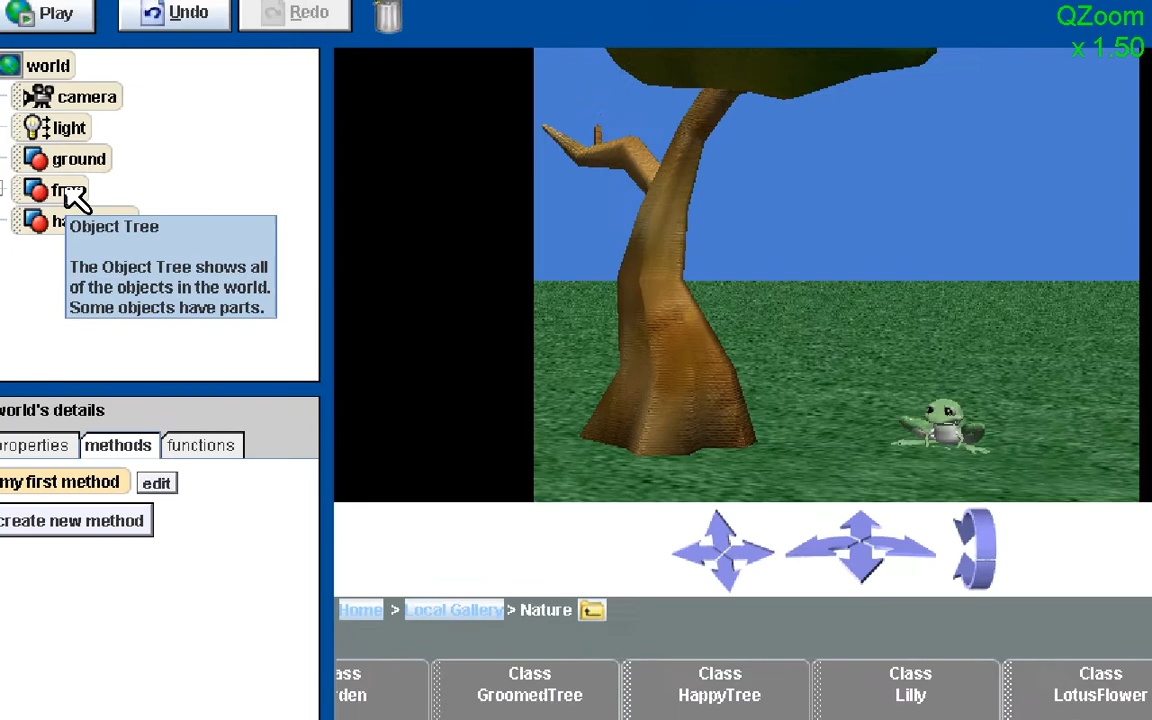 QZoom
x 1.50
Play
Undo
Redo
world
camera
light
ground
Object Tree
The Object Tree shows all
of the objects in the world.
Some objects have parts.
world's details
properties
methods
functions
my first method
edit
create new method
Home > Local Gallery > Nature
Class
GroomedTree
Class
HappyTree
Class
Lilly
Class
LotusFlower